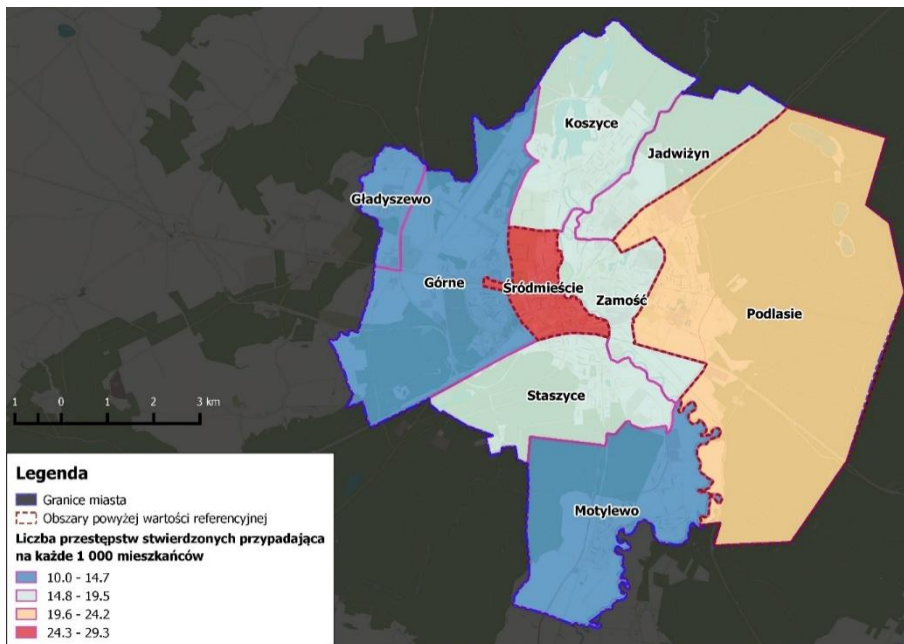 Koszyce
Jadwiżyn
Gładyszewo
Górne
Śródmieście
Zamość
Podlasie
Staszyce
Motylewo
1 0 1 2 3 km
Legenda
Granice miasta
Obszary powyżej wartości referencyjnej
Liczba przestępstw stwierdzonych przypadająca
na każde 1 000 mieszkańców
10.0 - 14.7
14.8 - 19.5
19.6 - 24.2
24.3 - 29.3